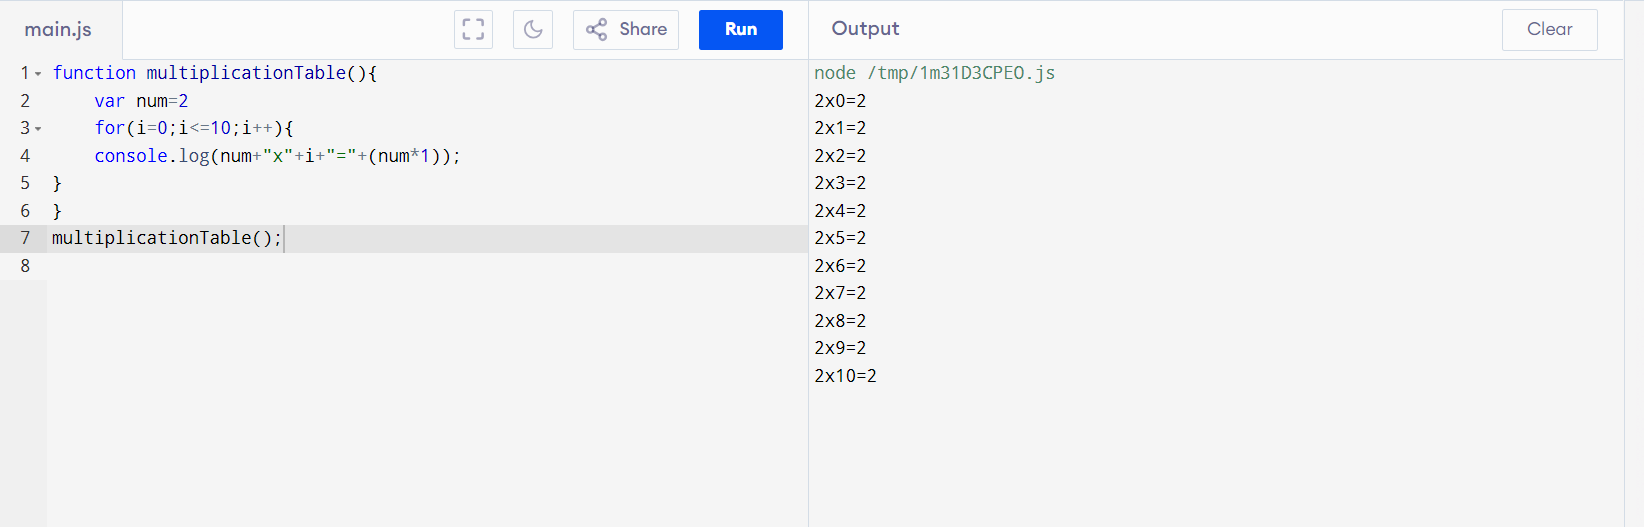 main.js
Share
Run
Output
Clear
1 function multiplicationTable(){
2     var num=2
3     for(i=0;i<=10;i++){
4     console.log(num+"x"+i+"="+(num*1));
5 }
6 }
7 multiplicationTable();
8
node /tmp/1m31D3CPEO.js
2x0=2
2x1=2
2x2=2
2x3=2
2x4=2
2x5=2
2x6=2
2x7=2
2x8=2
2x9=2
2x10=2